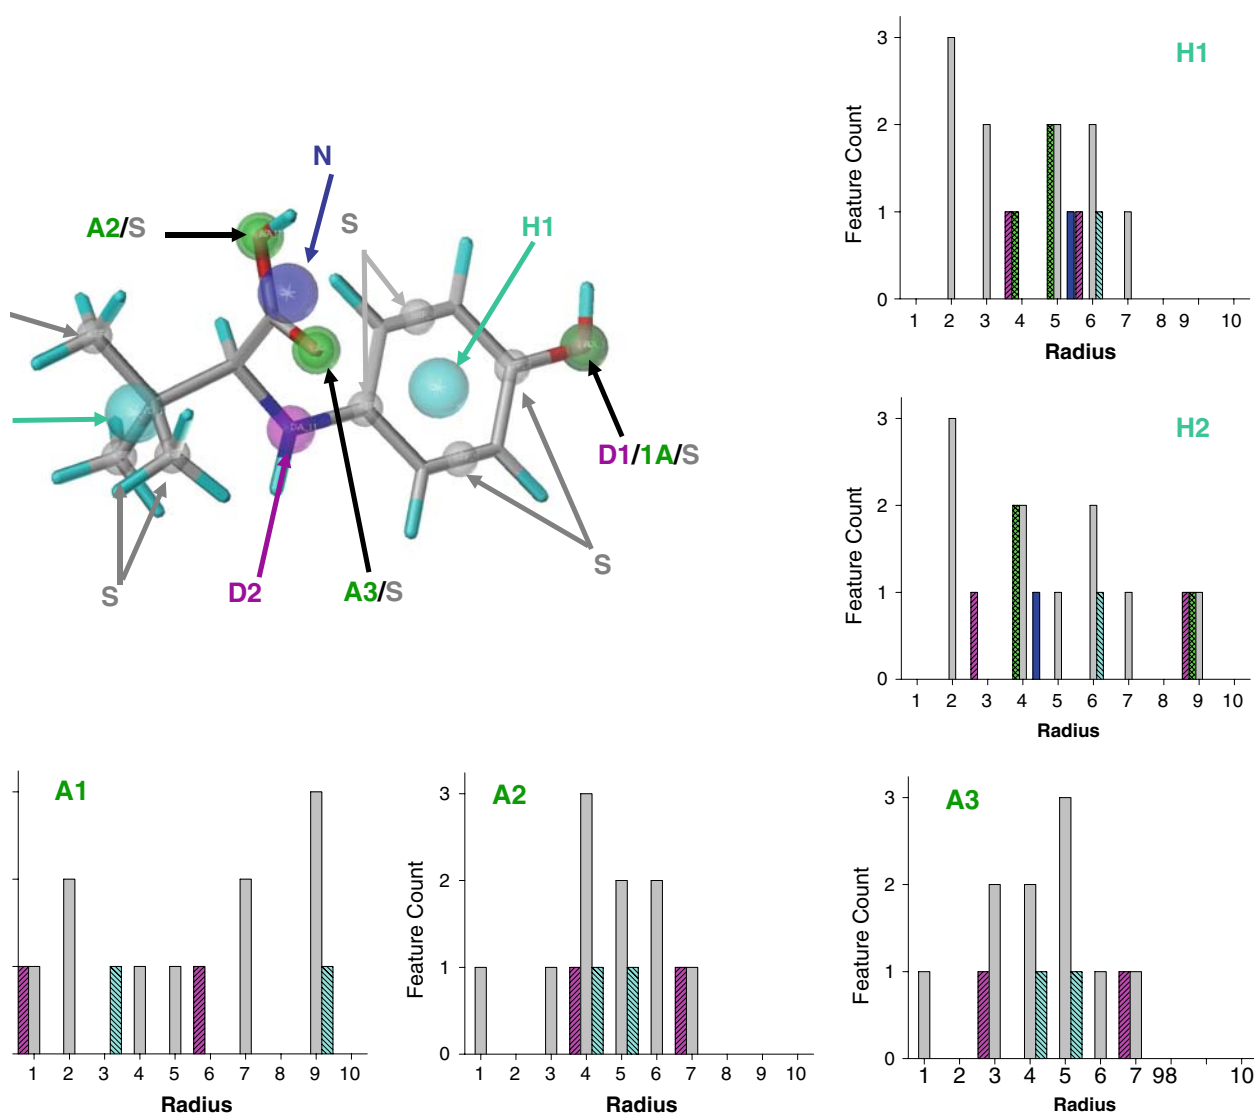 N
A2/S
S
H1
D1/1A/S
S
S
D2
A3/S
H1
Feature Count
3
2
1
0
1 2 3 4 5 6 7 8 9 10
Radius
H2
Feature Count
3
2
1
0
1 2 3 4 5 6 7 8 9 10
Radius
A1
1 2 3 4 5 6 7 8 9 10
Radius
A2
Feature Count
3
2
1
0
1 2 3 4 5 6 7 8 9 10
Radius
A3
Feature Count
3
2
1
0
1 2 3 4 5 6 7 98 10
Radius